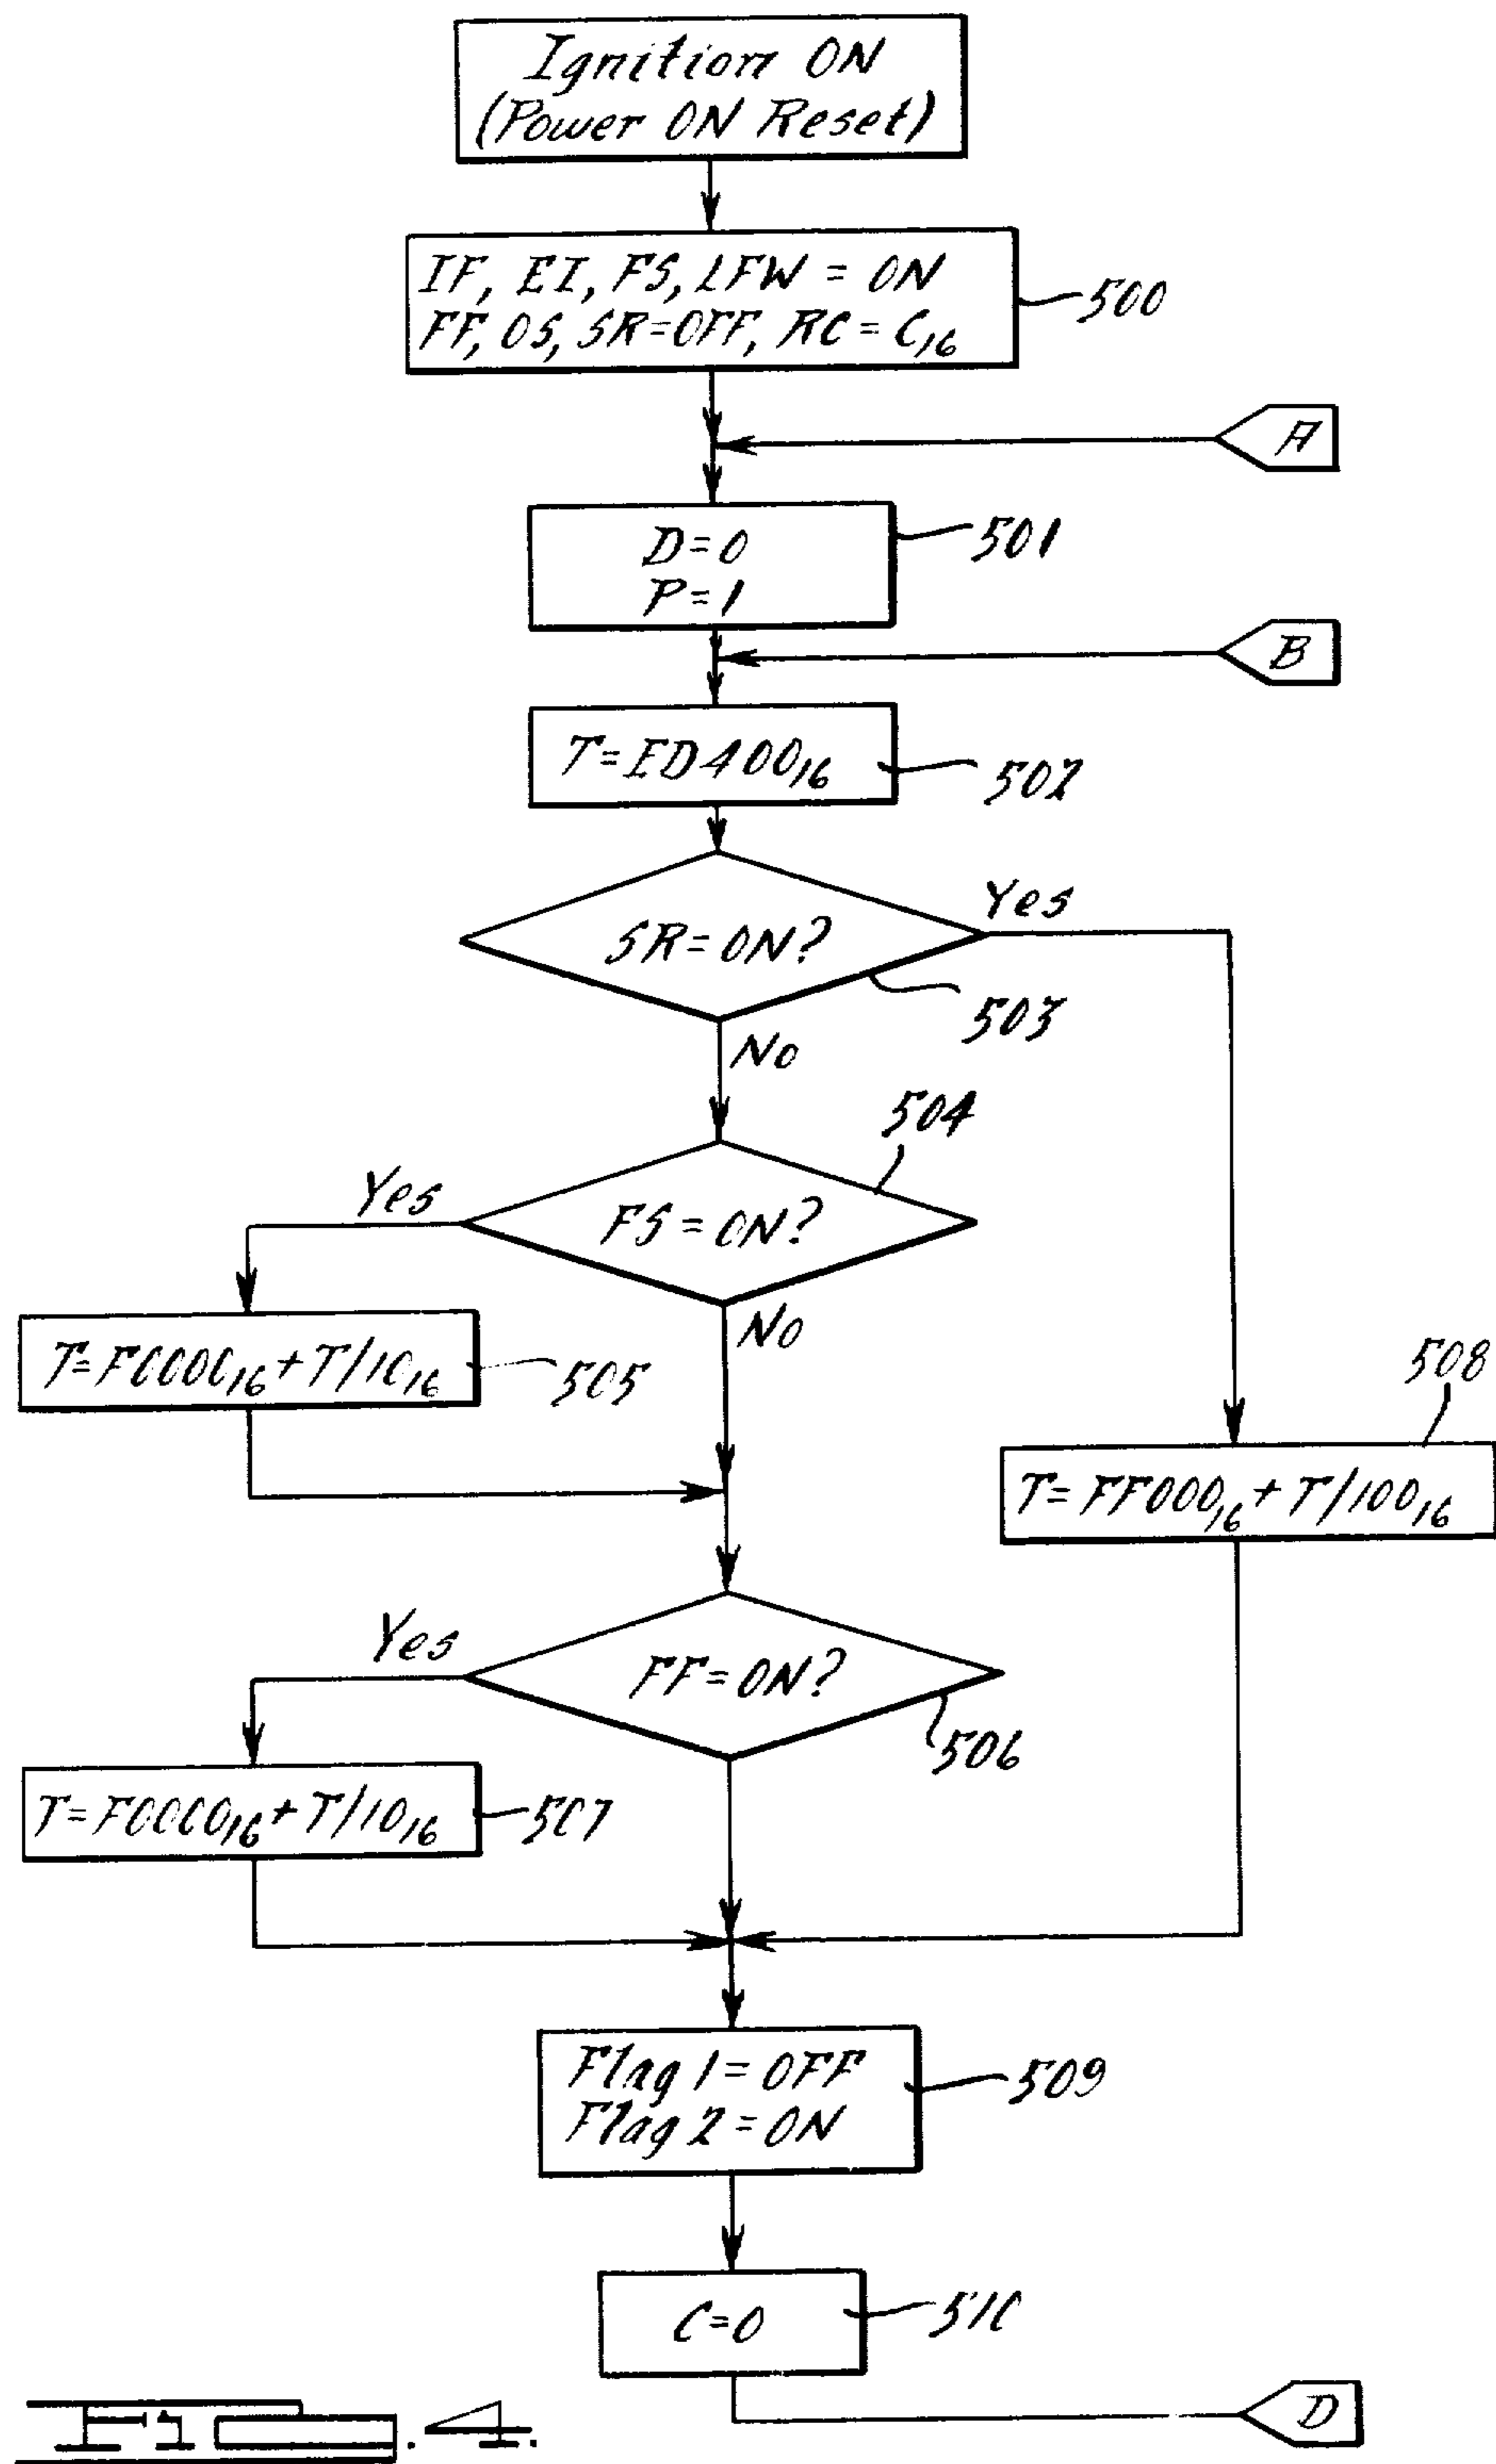 Ignition ON
(Power ON Reset)
IF, EI, FS, LFW = ON
FF, OS, SR=OFF, RC = C16
500
A
D=0
P=1
501
B
T=ED40016
502
SR=ON?
Yes
503
No
504
Yes
FS=ON?
No
T=F000016+T/1016
505
508
T=FF00016+T/10016
Yes
FF=ON?
506
T=F000016+T/1016
507
Flag 1=OFF
Flag 2=ON
509
C=0
510
D
FIG. 4.